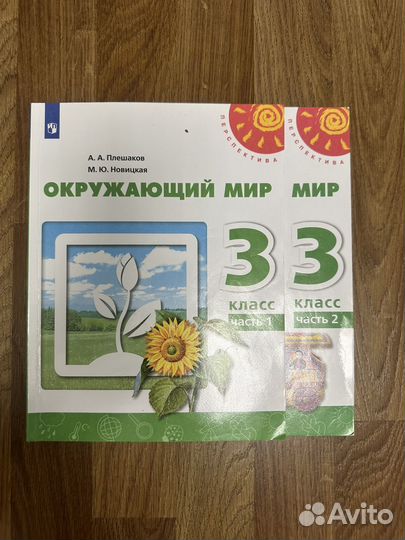 ПЕРСПЕКТИВА
ПЕРСПЕКТИВА
А. А. Плешаков
М. Ю. Новицкая
ОКРУЖАЮЩИЙ МИР
МИР
3
класс
часть 1
3
класс
часть 2
Avito